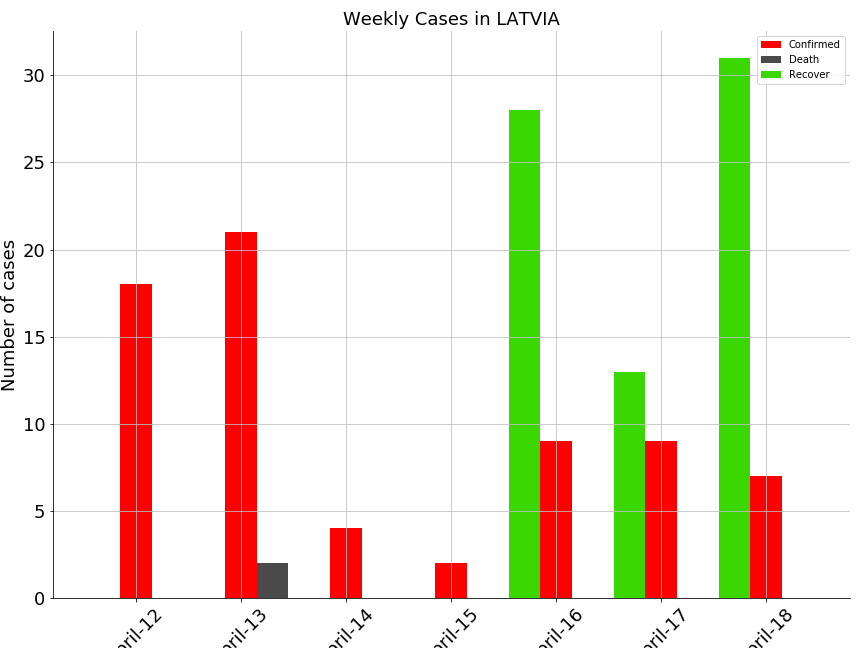 Weekly Cases in LATVIA
Confirmed
Death
Recover
Number of cases
30
25
20
15
10
5
0
pril-12
pril-13
pril-14
pril-15
pril-16
pril-17
pril-18